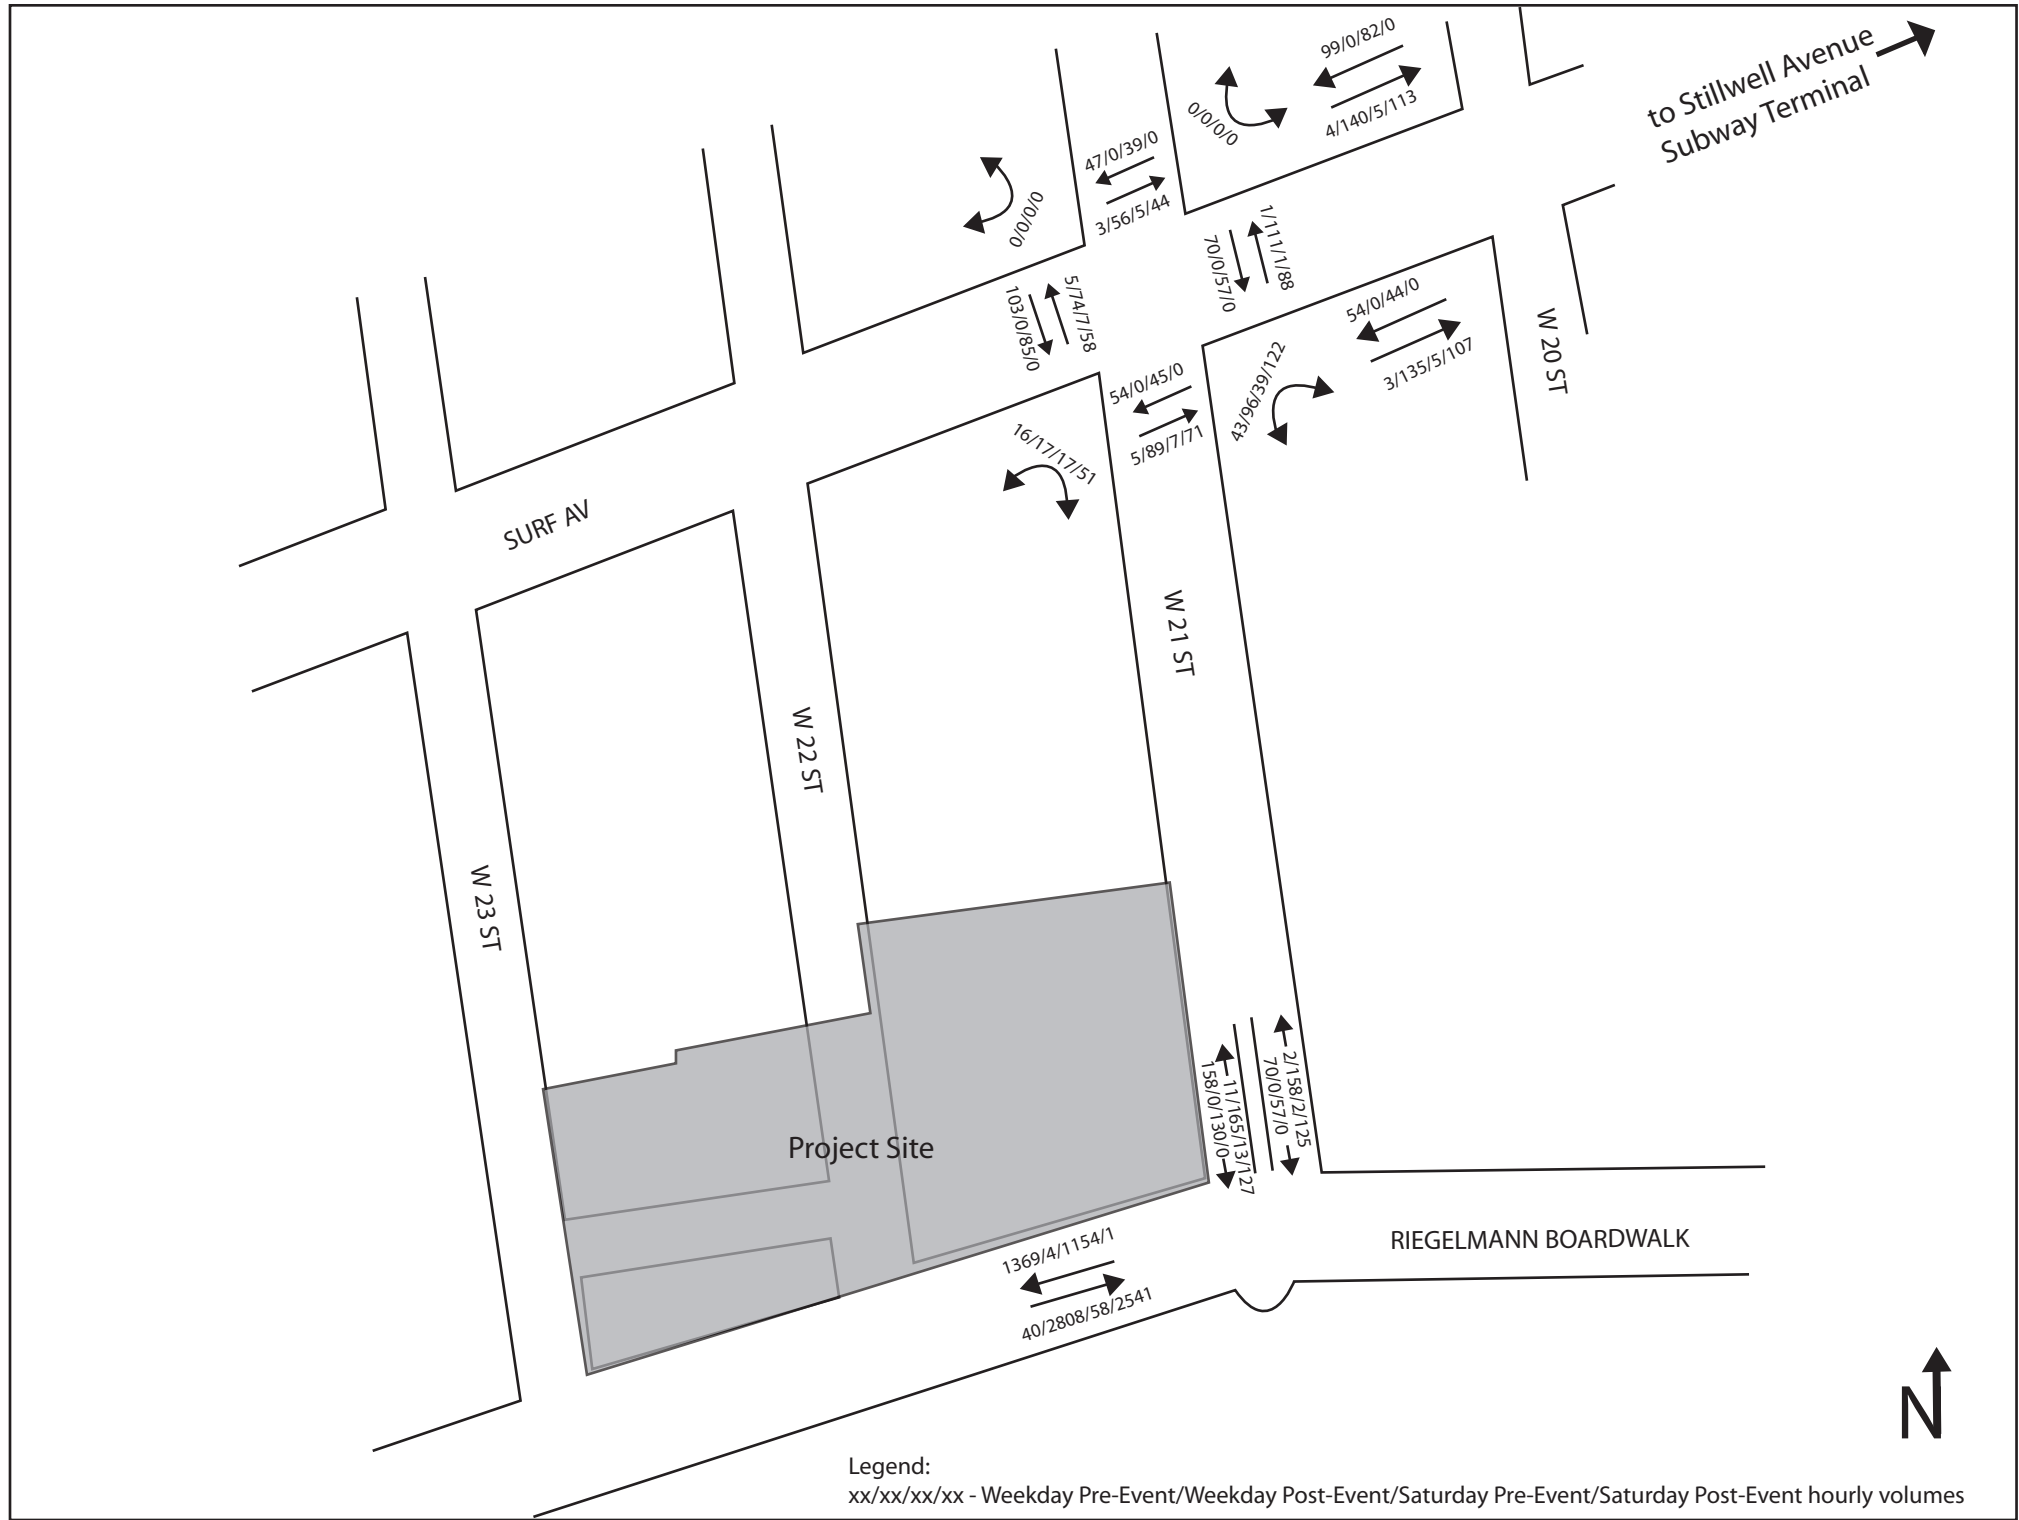 99/0/82/0
to Stillwell Avenue
Subway Terminal
4/140/5/113
0/0/0/0
47/0/39/0
3/56/5/44
0/0/0/0
1/111/1/88
70/0/57/0
5/74/7/58
103/0/85/0
54/0/44/0
3/135/5/107
W 20 ST
43/96/39/122
54/0/45/0
5/89/7/71
16/17/17/51
SURF AV
W 21 ST
W 22 ST
W 23 ST
Project Site
158/0/130/0
11/165/13/127
70/0/57/0
2/158/2/125
1369/4/1154/1
40/2808/58/2541
RIEGELMANN BOARDWALK
N
Legend:
xx/xx/xx/xx - Weekday Pre-Event/Weekday Post-Event/Saturday Pre-Event/Saturday Post-Event hourly volumes